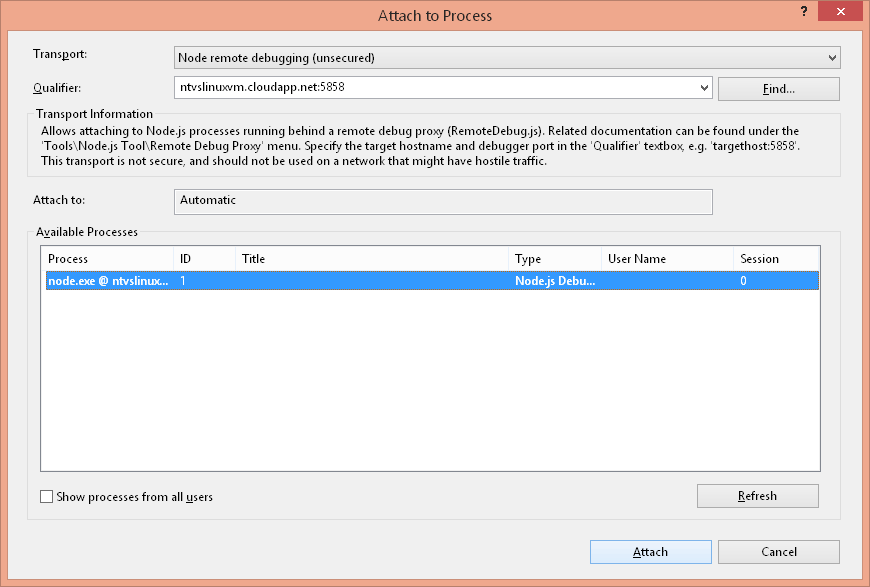 Attach to Process
?
Transport: Node remote debugging (unsecured)
Qualifier: ntvslinuxvm.cloudapp.net:5858 Find...
Transport Information
Allows attaching to Node.js processes running behind a remote debug proxy (RemoteDebug.js). Related documentation can be found under the
'Tools\Node.js Tool\Remote Debug Proxy' menu. Specify the target hostname and debugger port in the 'Qualifier' textbox, e.g. 'targethost:5858'.
This transport is not secure, and should not be used on a network that might have hostile traffic.
Attach to: Automatic
Available Processes
Process ID Title Type User Name Session
node.exe @ ntvslinux... 1 Node.js Debu... 0
Show processes from all users
Refresh
Attach Cancel